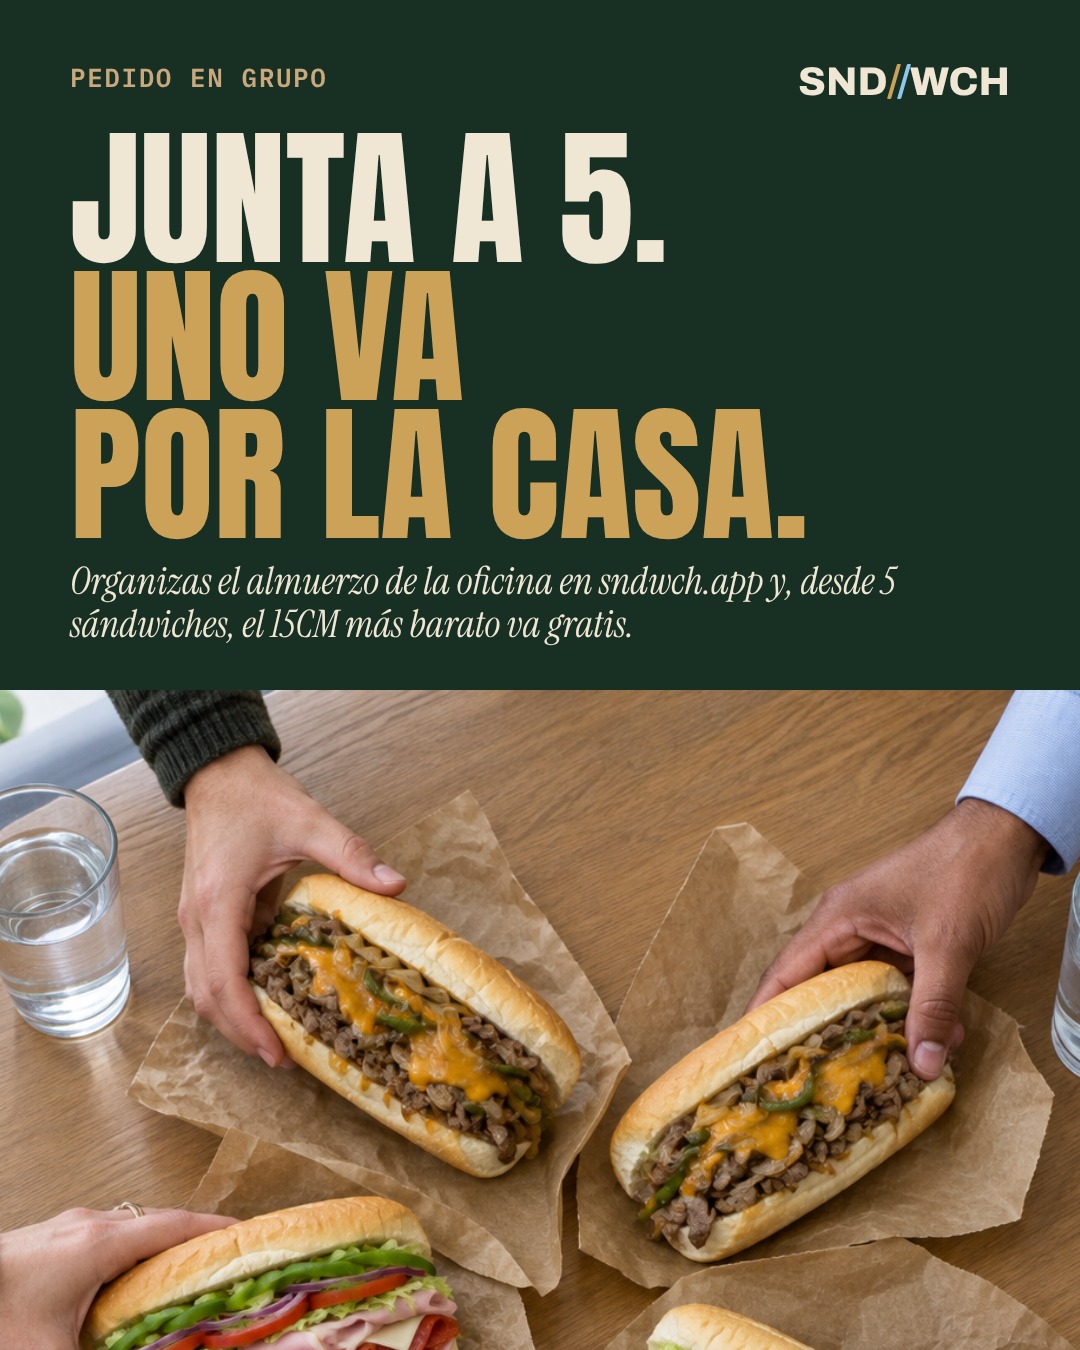 PEDIDO EN GRUPO
SND//WCH
JUNTA A 5.
UNO VA
POR LA CASA.
Organizas el almuerzo de la oficina en sndwch.app y, desde 5
sándwiches, el 15CM más barato va gratis.